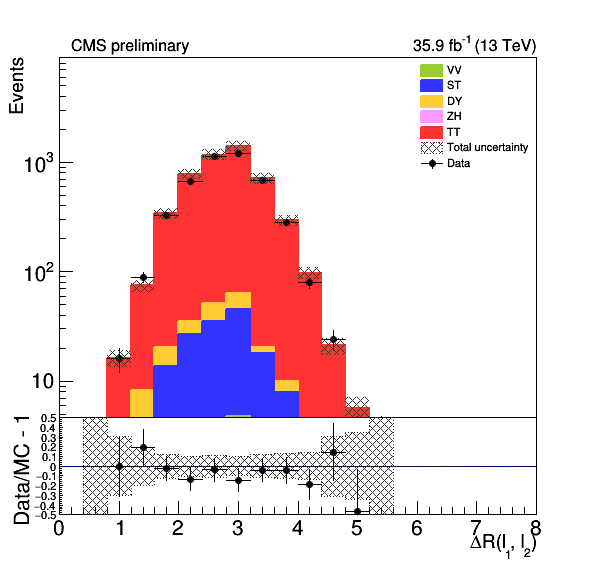 CMS preliminary 35.9 fb⁻¹ (13 TeV)
Events
VV
ST
DY
ZH
TT
Total uncertainty
Data
10³
10²
10
Data/MC - 1
0.5
0.4
0.3
0.2
0.1
0
-0.1
-0.2
-0.3
-0.4
-0.5
0 1 2 3 4 5 6 7 8
ΔR(l₁, l₂)